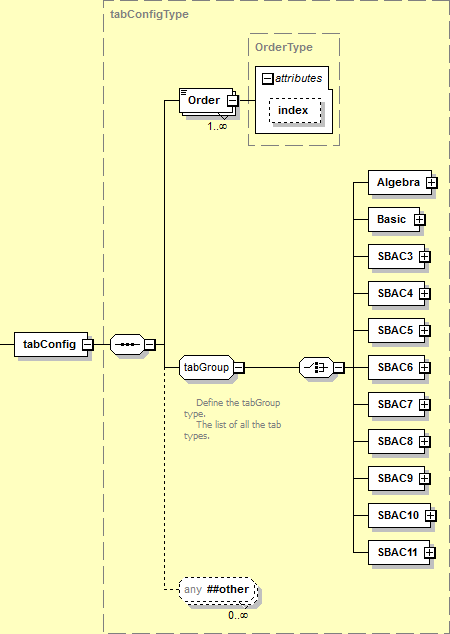 tabConfigType
OrderType
attributes
index
Order
1..∞
Algebra
Basic
SBAC3
SBAC4
SBAC5
tabConfig
tabGroup
SBAC6
Define the tabGroup
type.
The list of all the tab
types.
SBAC7
SBAC8
SBAC9
SBAC10
SBAC11
any ##other
0..∞